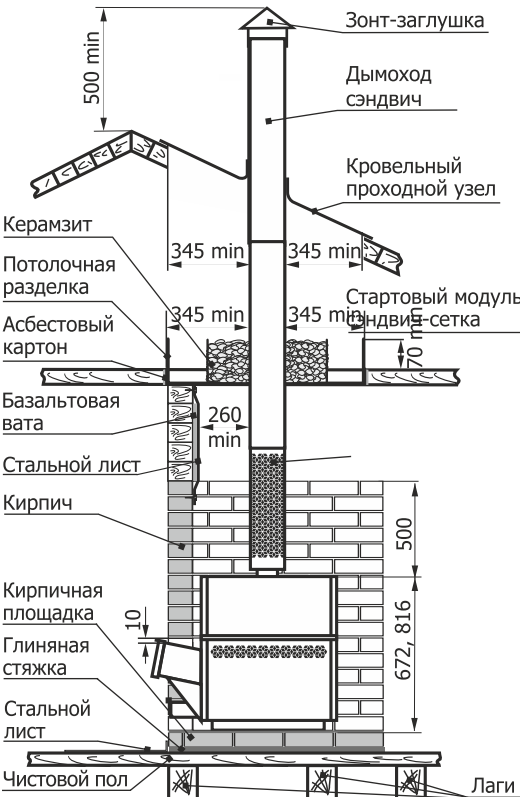 Зонт-заглушка
500 min
Дымоход
сэндвич
Кровельный
проходной узел
Керамзит
345 min
345 min
Потолочная
разделка
Стартовый модуль
сэндвич-сетка
345 min
345 min
70 min
Асбестовый
картон
Базальтовая
вата
260
min
Стальной лист
Кирпич
500
Кирпичная
площадка
10
672, 816
Глиняная
стяжка
Стальной
лист
Чистовой пол
Лаги